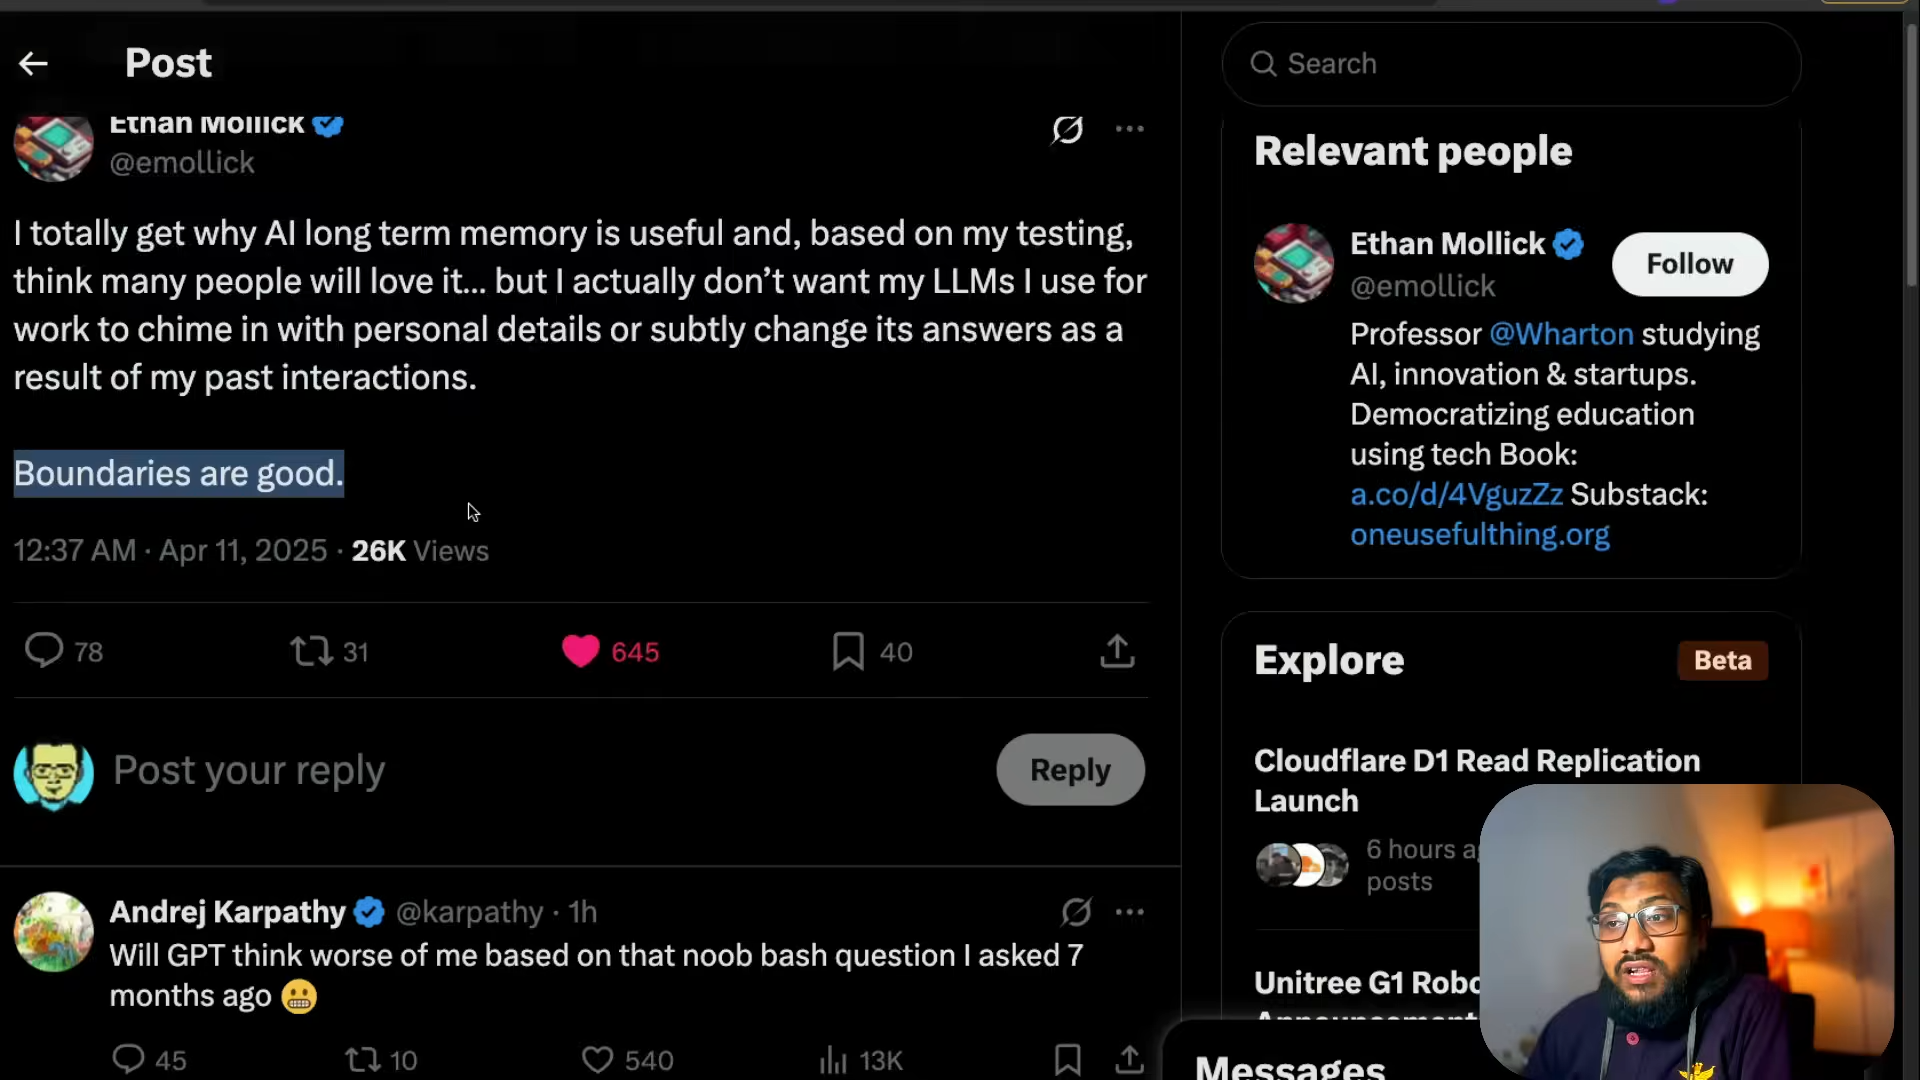 Post
Ethan Mollick
@emollick
I totally get why AI long term memory is useful and, based on my testing,
think many people will love it... but I actually don’t want my LLMs I use for
work to chime in with personal details or subtly change its answers as a
result of my past interactions.
Boundaries are good.
12:37 AM · Apr 11, 2025 · 26K Views
78 31 645 40
Post your reply
Reply
Andrej Karpathy @karpathy · 1h
Will GPT think worse of me based on that noob bash question I asked 7
months ago 😬
45 10 540 13K
Search
Relevant people
Ethan Mollick
@emollick
Follow
Professor @Wharton studying
AI, innovation & startups.
Democratizing education
using tech Book:
a.co/d/4VguzZz Substack:
oneusefulthing.org
Explore
Beta
Cloudflare D1 Read Replication
Launch
6 hours
posts
Unitree G1
Messages